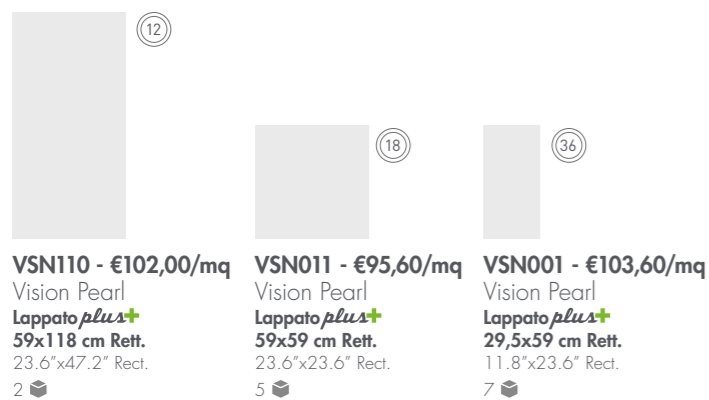 12
18
36
VSN110 - €102,00/mq
Vision Pearl
Lappato plus+
59x118 cm Rett.
23.6”x47.2” Rect.
2
VSN011 - €95,60/mq
Vision Pearl
Lappato plus+
59x59 cm Rett.
23.6”x23.6” Rect.
5
VSN001 - €103,60/mq
Vision Pearl
Lappato plus+
29,5x59 cm Rett.
11.8”x23.6” Rect.
7